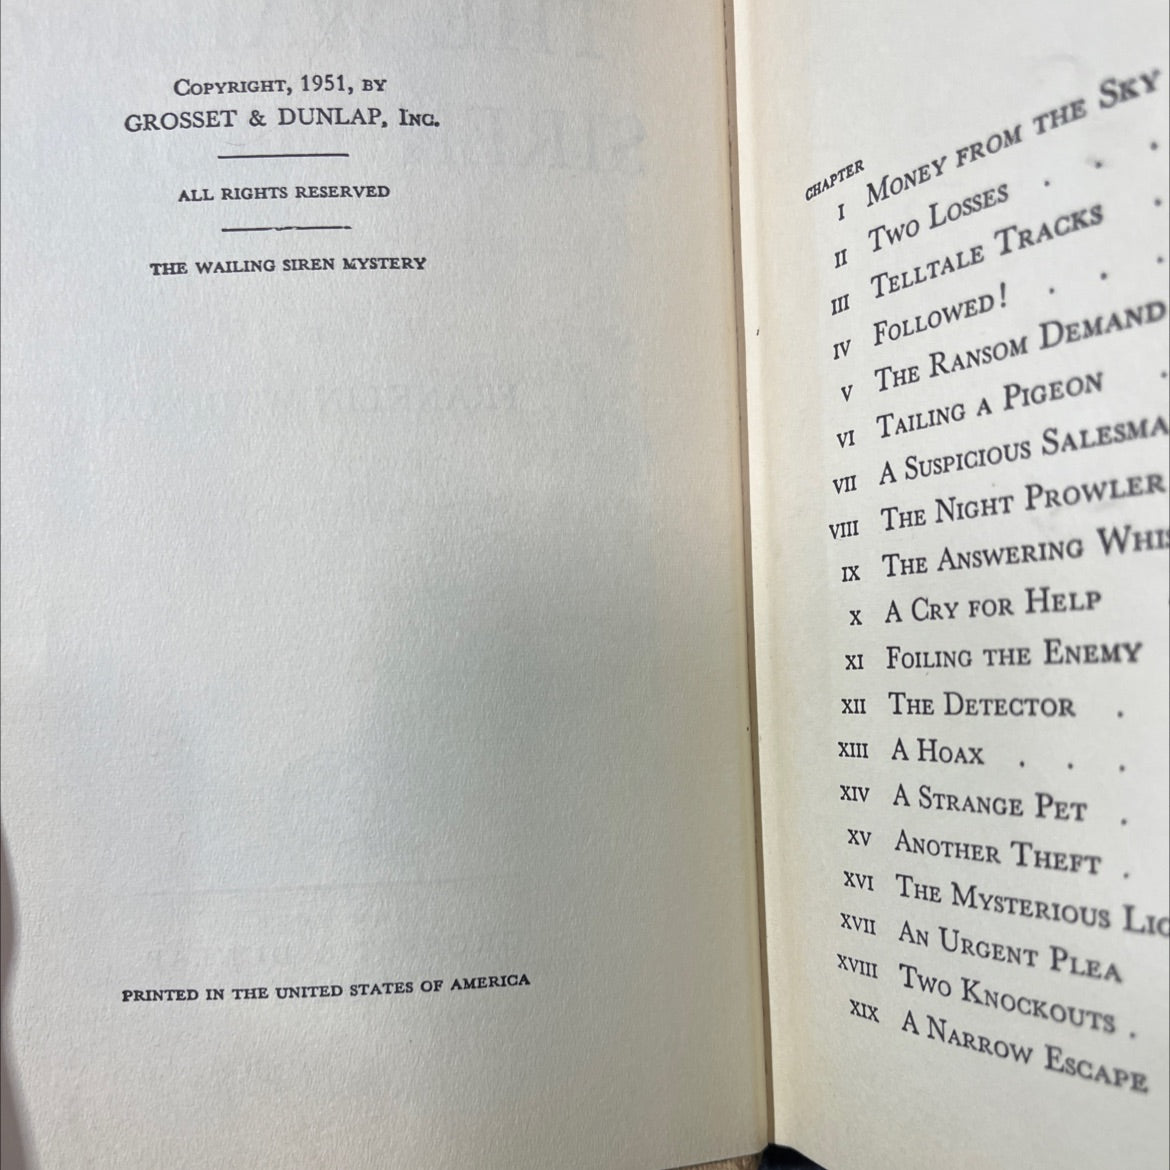 COPYRIGHT, 1951, BY
GROSSET & DUNLAP, INC.
ALL RIGHTS RESERVED
THE WAILING SIREN MYSTERY
PRINTED IN THE UNITED STATES OF AMERICA
CHAPTER
I MONEY FROM THE SKY
II TWO LOSSES . . .
III TELLTALE TRACKS .
IV FOLLOWED! . . .
V THE RANSOM DEMAND
VI TAILING A PIGEON .
VII A SUSPICIOUS SALESMA
VIII THE NIGHT PROWLER
IX THE ANSWERING WHIS
X A CRY FOR HELP
XI FOILING THE ENEMY
XII THE DETECTOR .
XIII A HOAX . . .
XIV A STRANGE PET .
XV ANOTHER THEFT .
XVI THE MYSTERIOUS LIG
XVII AN URGENT PLEA
XVIII TWO KNOCKOUTS .
XIX A NARROW ESCAPE